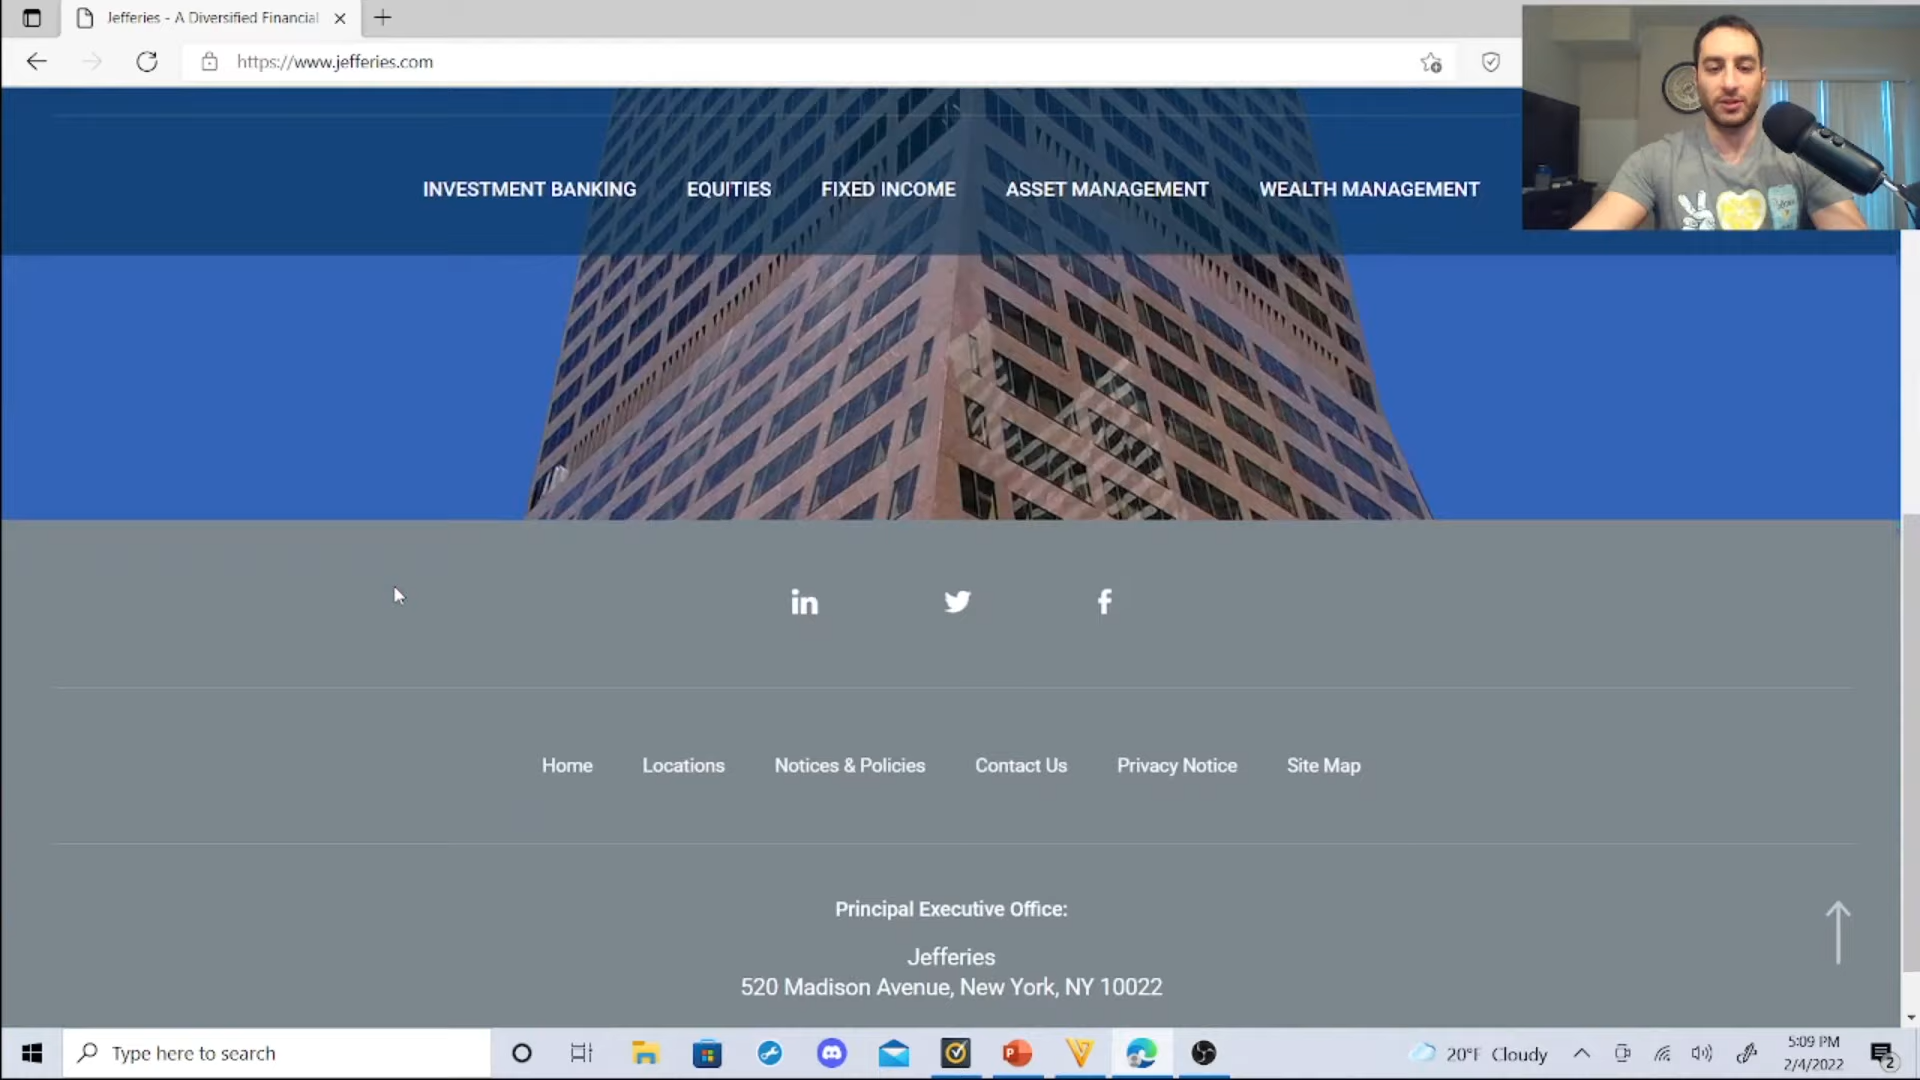 Jefferies - A Diversified Financial
https://www.jefferies.com
INVESTMENT BANKING EQUITIES FIXED INCOME ASSET MANAGEMENT WEALTH MANAGEMENT
in f
Home Locations Notices & Policies Contact Us Privacy Notice Site Map
Principal Executive Office:
Jefferies
520 Madison Avenue, New York, NY 10022
Type here to search
20°F Cloudy
5:09 PM
2/4/2022
2